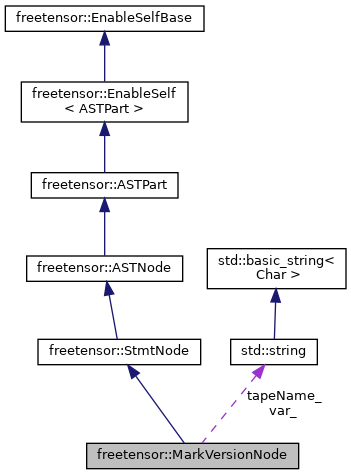 freetensor::EnableSelfBase
freetensor::EnableSelf
< ASTPart >
freetensor::ASTPart
freetensor::ASTNode
std::basic_string<
Char >
freetensor::StmtNode
std::string
tapeName_
var_
freetensor::MarkVersionNode